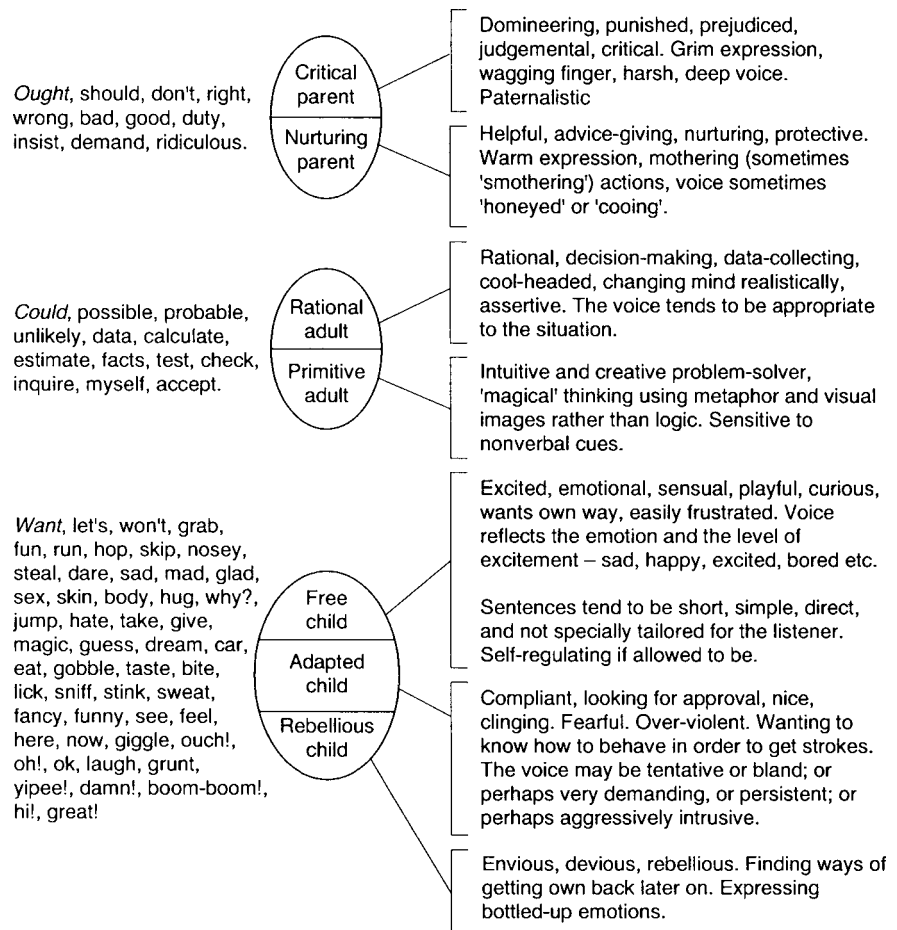 Ought, should, don't, right,
wrong, bad, good, duty,
insist, demand, ridiculous.
Critical
parent
Nurturing
parent
Domineering, punished, prejudiced,
judgemental, critical. Grim expression,
wagging finger, harsh, deep voice.
Paternalistic
Helpful, advice-giving, nurturing, protective.
Warm expression, mothering (sometimes
'smothering') actions, voice sometimes
'honeyed' or 'cooing'.
Could, possible, probable,
unlikely, data, calculate,
estimate, facts, test, check,
inquire, myself, accept.
Rational
adult
Primitive
adult
Rational, decision-making, data-collecting,
cool-headed, changing mind realistically,
assertive. The voice tends to be appropriate
to the situation.
Intuitive and creative problem-solver,
'magical' thinking using metaphor and visual
images rather than logic. Sensitive to
nonverbal cues.
Want, let's, won't, grab,
fun, run, hop, skip, nosey,
steal, dare, sad, mad, glad,
sex, skin, body, hug, why?,
jump, hate, take, give,
magic, guess, dream, car,
eat, gobble, taste, bite,
lick, sniff, stink, sweat,
fancy, funny, see, feel,
here, now, giggle, ouch!,
oh!, ok, laugh, grunt,
yipee!, damn!, boom-boom!,
hi!, great!
Free
child
Adapted
child
Rebellious
child
Excited, emotional, sensual, playful, curious,
wants own way, easily frustrated. Voice
reflects the emotion and the level of
excitement – sad, happy, excited, bored etc.
Sentences tend to be short, simple, direct,
and not specially tailored for the listener.
Self-regulating if allowed to be.
Compliant, looking for approval, nice,
clinging. Fearful. Over-violent. Wanting to
know how to behave in order to get strokes.
The voice may be tentative or bland; or
perhaps very demanding, or persistent; or
perhaps aggressively intrusive.
Envious, devious, rebellious. Finding ways of
getting own back later on. Expressing
bottled-up emotions.